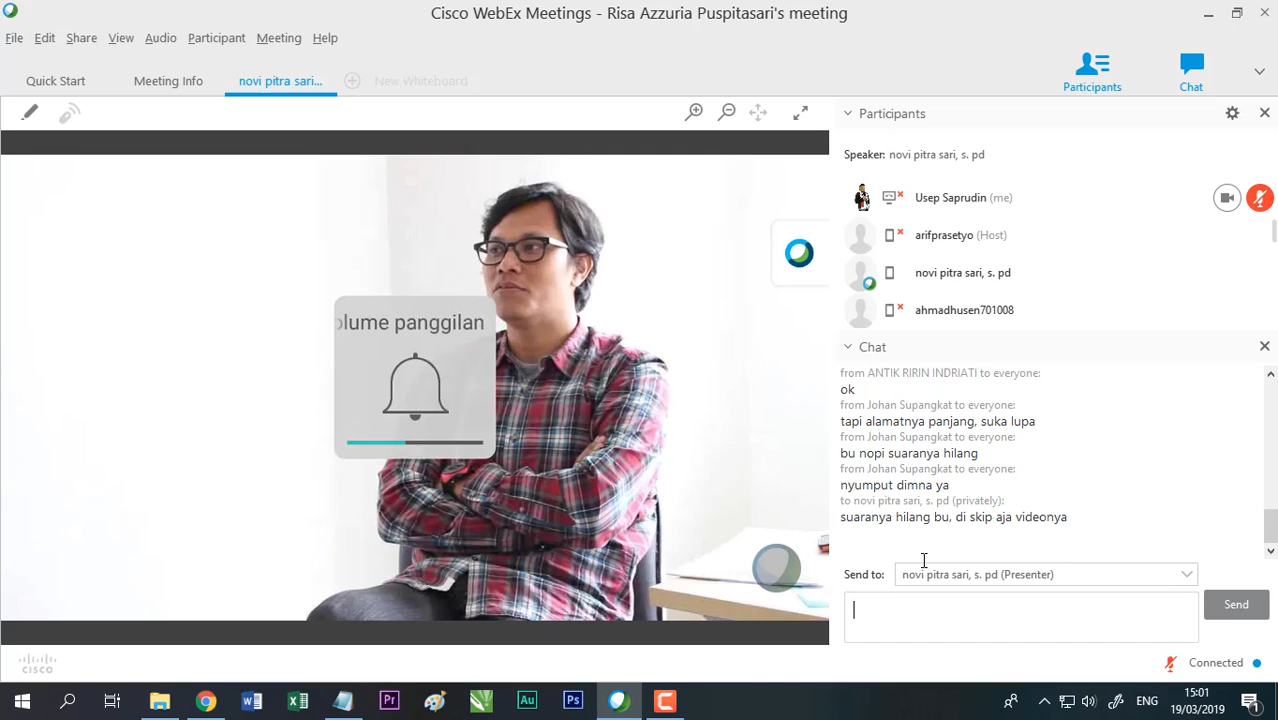 Cisco WebEx Meetings - Risa Azzuria Puspitasari's meeting
File Edit Share View Audio Participant Meeting Help
Quick Start Meeting Info novi pitra sari... New Whiteboard
Participants Chat
Participants
Speaker: novi pitra sari, s. pd
Usep Saprudin (me)
arifprasetyo (Host)
novi pitra sari, s. pd
ahmadhusen701008
olume panggilan
Chat
from ANTIK RIRIN INDRIATI to everyone:
ok
from Johan Supangkat to everyone:
tapi alamatnya panjang, suka lupa
from Johan Supangkat to everyone:
bu nopi suaranya hilang
from Johan Supangkat to everyone:
nyumput dimna ya
to novi pitra sari, s. pd (privately):
suaranya hilang bu, di skip aja videonya
Send to: novi pitra sari, s. pd (Presenter)
Send
cisco
Connected
W X Pr Au Ps C
ENG
15:01
19/03/2019
1